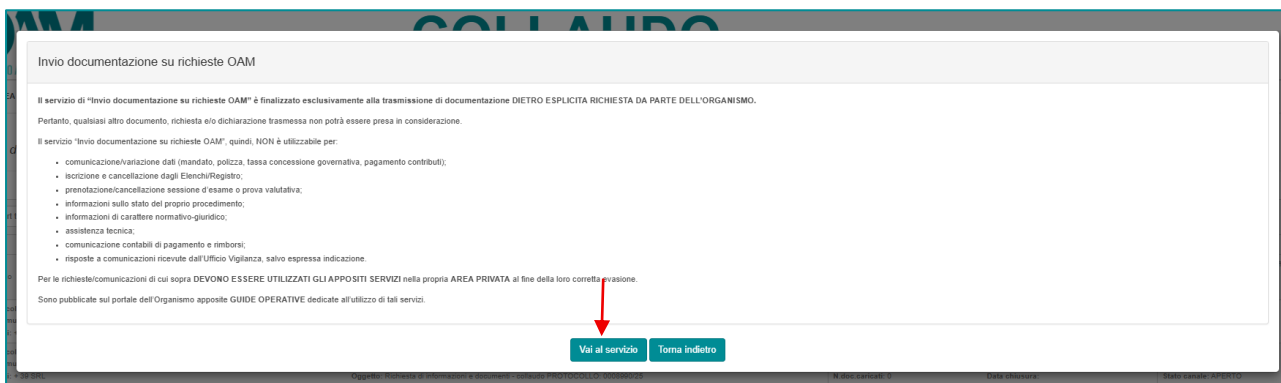 COLLAUDO
Invio documentazione su richieste OAM
Il servizio di “Invio documentazione su richieste OAM” è finalizzato esclusivamente alla trasmissione di documentazione DIETRO ESPLICITA RICHIESTA DA PARTE DELL'ORGANISMO.
Pertanto, qualsiasi altro documento, richiesta e/o dichiarazione trasmessa non potrà essere presa in considerazione.
Il servizio “Invio documentazione su richieste OAM”, quindi, NON è utilizzabile per:
• comunicazione/variazione dati (mandato, polizza, tassa concessione governativa, pagamento contributi);
• iscrizione e cancellazione dagli Elenchi/Registro;
• prenotazione/cancellazione sessione d'esame o prova valutativa;
• informazioni sullo stato del proprio procedimento;
• informazioni di carattere normativo-giuridico;
• assistenza tecnica;
• comunicazione contabili di pagamento e rimborsi;
• risposte a comunicazioni ricevute dall'Ufficio Vigilanza, salvo espressa indicazione.
Per le richieste/comunicazioni di cui sopra DEVONO ESSERE UTILIZZATI GLI APPOSITI SERVIZI nella propria AREA PRIVATA al fine della loro corretta evasione.
Sono pubblicate sul portale dell'Organismo apposite GUIDE OPERATIVE dedicate all'utilizzo di tali servizi.
Vai al servizio Torna indietro
39 SRL Oggetto: Richiesta di informazioni e documenti - collaudo PROTOCOLLO: 0000990/25 N.doc.caricati: 0 Data chiusura: Stato canale: APERTO